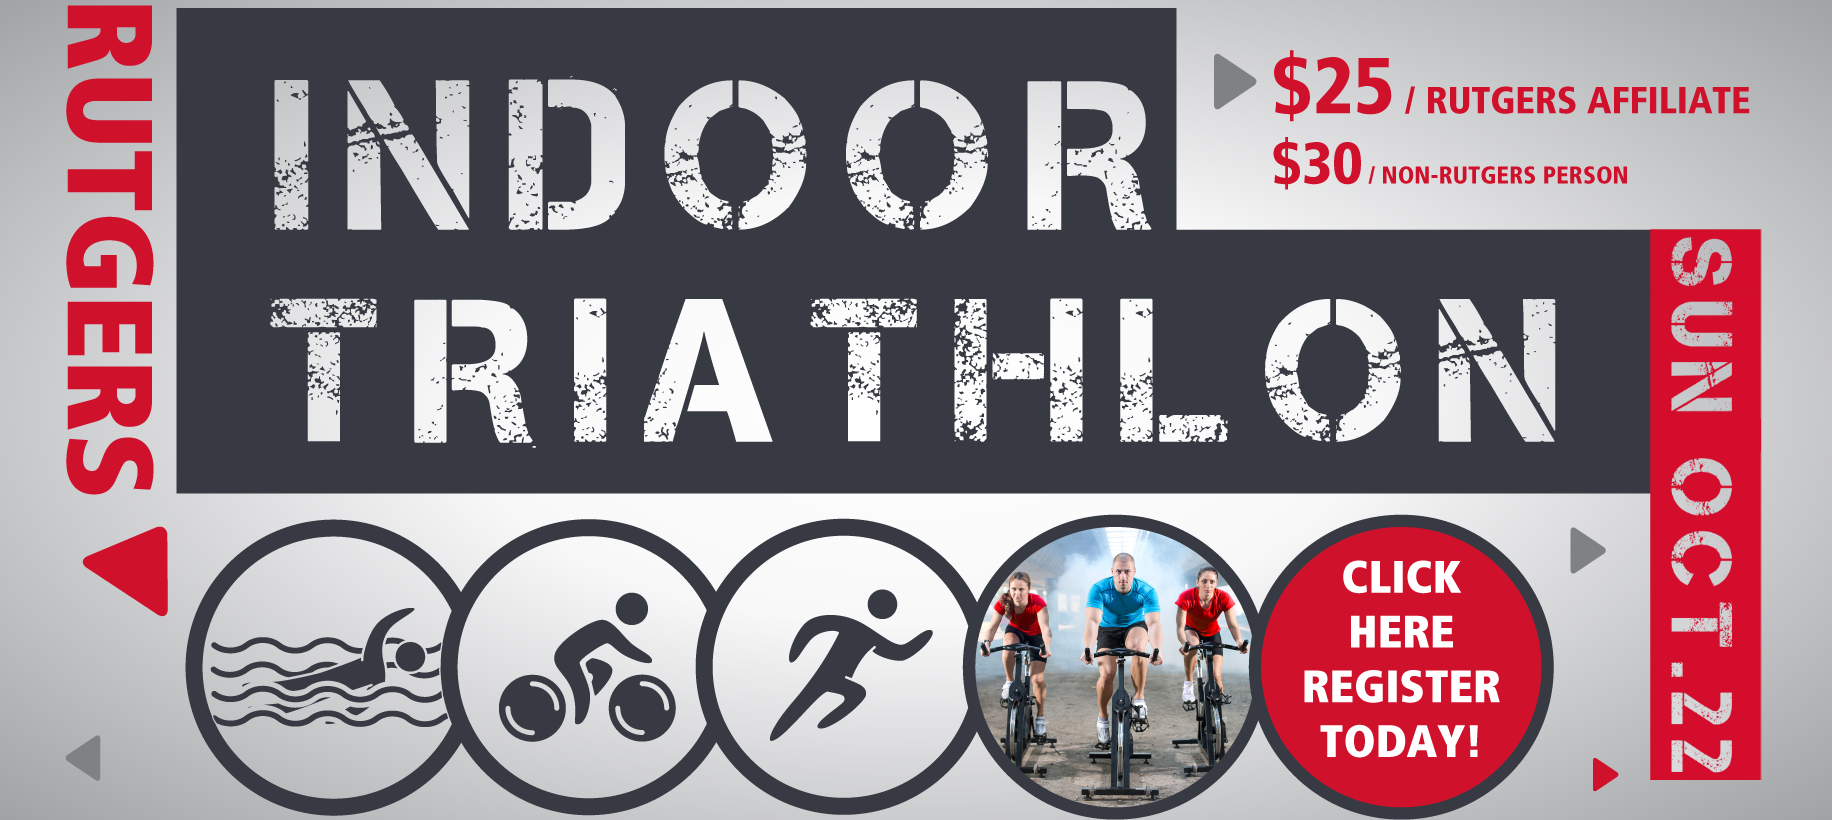 RUTGERS
INDOOR
TRIATHLON
$25 / RUTGERS AFFILIATE
$30 / NON-RUTGERS PERSON
SUN OCT.22
CLICK
HERE
REGISTER
TODAY!